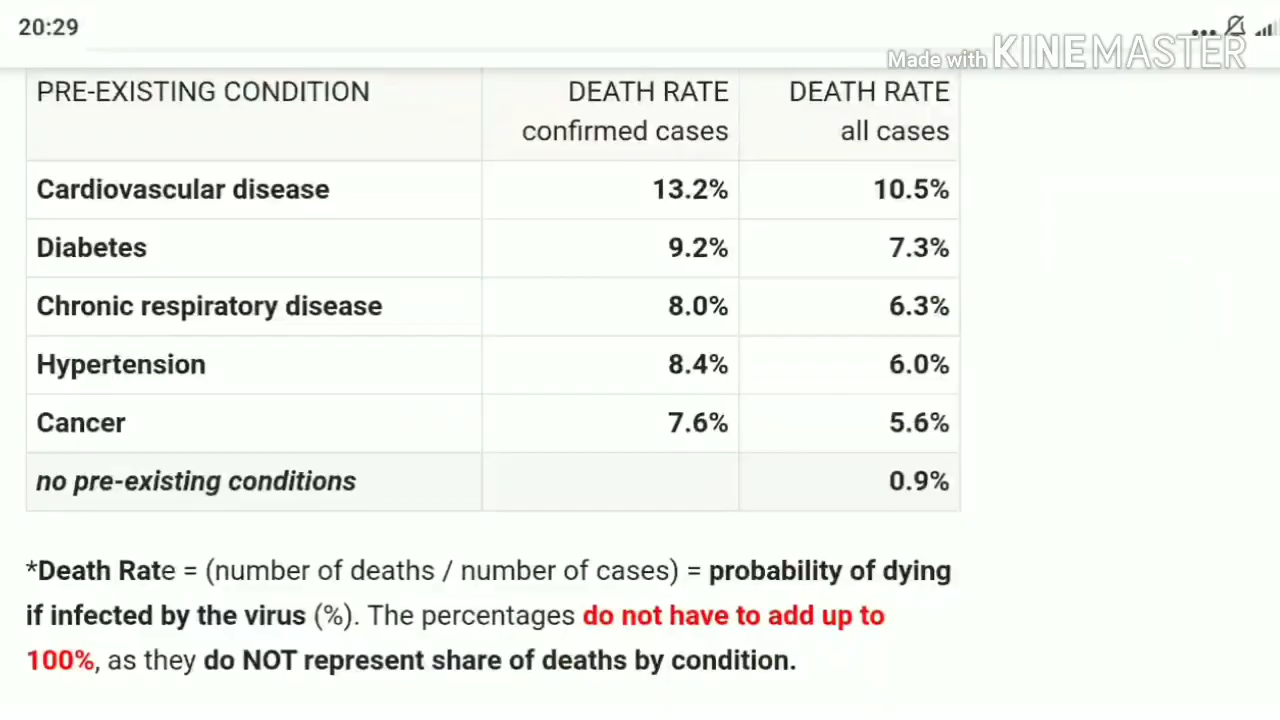 20:29
Made with KINEMASTER
PRE-EXISTING CONDITION DEATH RATE confirmed cases DEATH RATE all cases
Cardiovascular disease 13.2% 10.5%
Diabetes 9.2% 7.3%
Chronic respiratory disease 8.0% 6.3%
Hypertension 8.4% 6.0%
Cancer 7.6% 5.6%
no pre-existing conditions 0.9%
*Death Rate = (number of deaths / number of cases) = probability of dying
if infected by the virus (%). The percentages do not have to add up to
100%, as they do NOT represent share of deaths by condition.